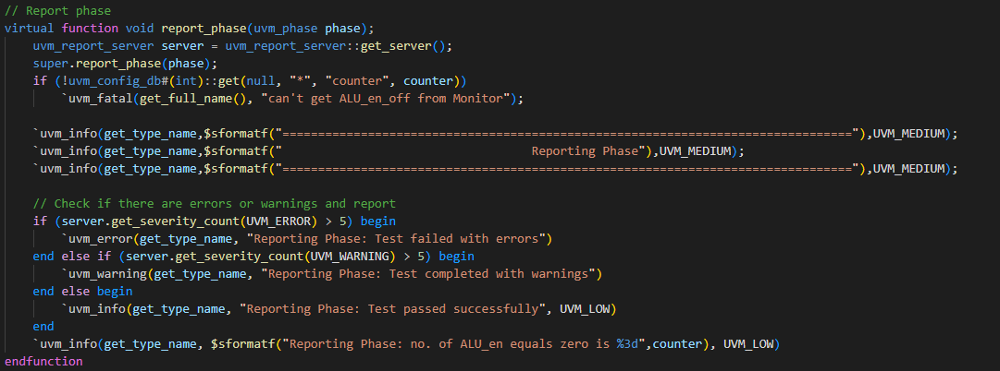 // Report phase
virtual function void report_phase(uvm_phase phase);
    uvm_report_server server = uvm_report_server::get_server();
    super.report_phase(phase);
    if (!uvm_config_db#(int)::get(null, "*", "counter", counter))
        `uvm_fatal(get_full_name(), "can't get ALU_en_off from Monitor");

    `uvm_info(get_type_name,$sformatf("================================================================================"),UVM_MEDIUM);
    `uvm_info(get_type_name,$sformatf("                                   Reporting Phase"),UVM_MEDIUM);
    `uvm_info(get_type_name,$sformatf("================================================================================"),UVM_MEDIUM);

    // Check if there are errors or warnings and report
    if (server.get_severity_count(UVM_ERROR) > 5) begin
        `uvm_error(get_type_name, "Reporting Phase: Test failed with errors")
    end else if (server.get_severity_count(UVM_WARNING) > 5) begin
        `uvm_warning(get_type_name, "Reporting Phase: Test completed with warnings")
    end else begin
        `uvm_info(get_type_name, "Reporting Phase: Test passed successfully", UVM_LOW)
    end
    `uvm_info(get_type_name, $sformatf("Reporting Phase: no. of ALU_en equals zero is %3d",counter), UVM_LOW)
endfunction